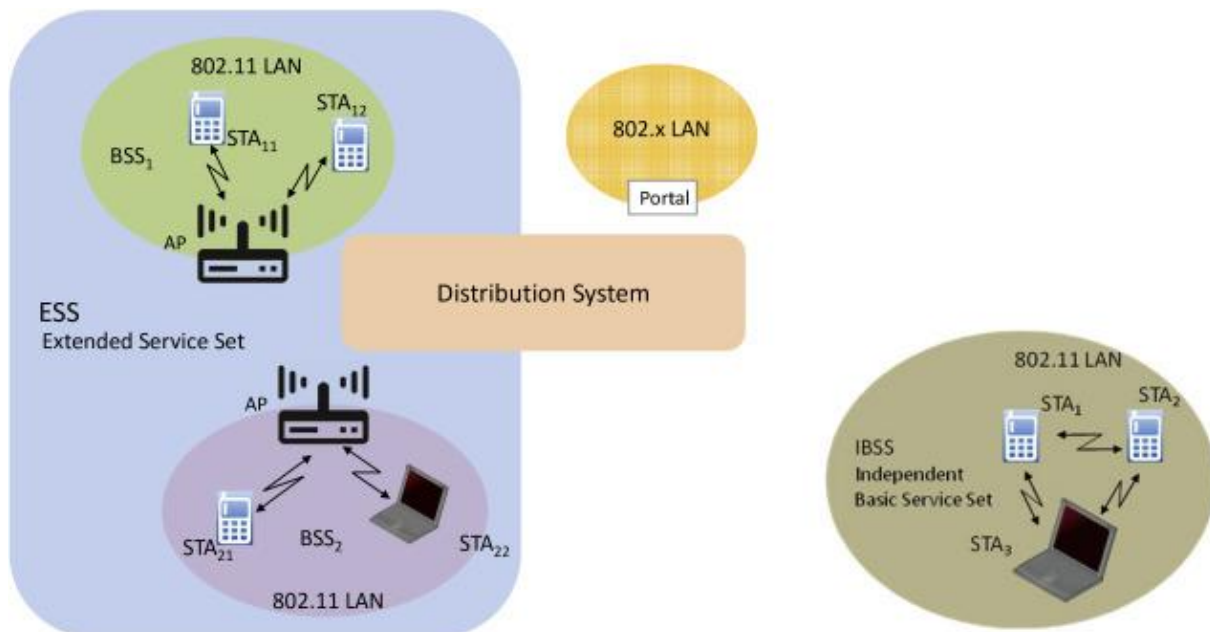 802.11 LAN
STA12
STA11
BSS1
AP
802.x LAN
Portal
Distribution System
ESS
Extended Service Set
AP
STA21
BSS2
STA22
802.11 LAN
802.11 LAN
STA1
STA2
IBSS
Independent
Basic Service Set
STA3